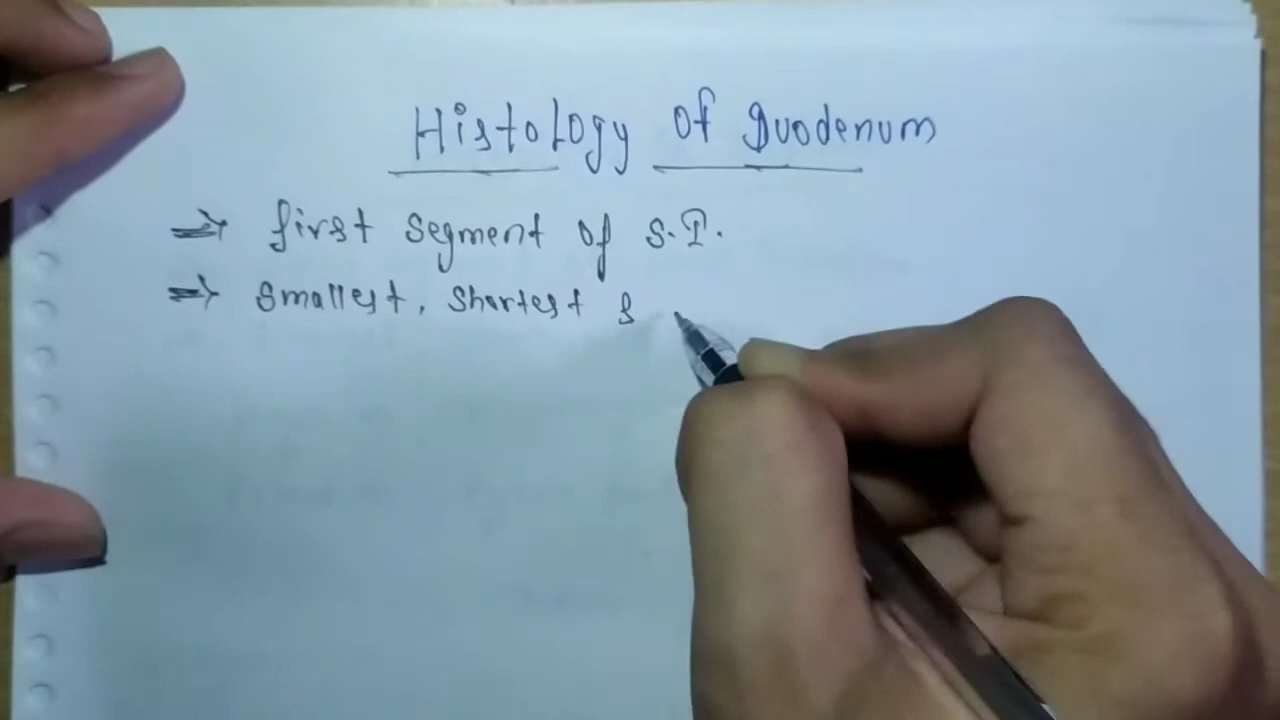 Histology of Duodenum
⇒ first segment of S.I.
⇒ Smallest, Shortest &